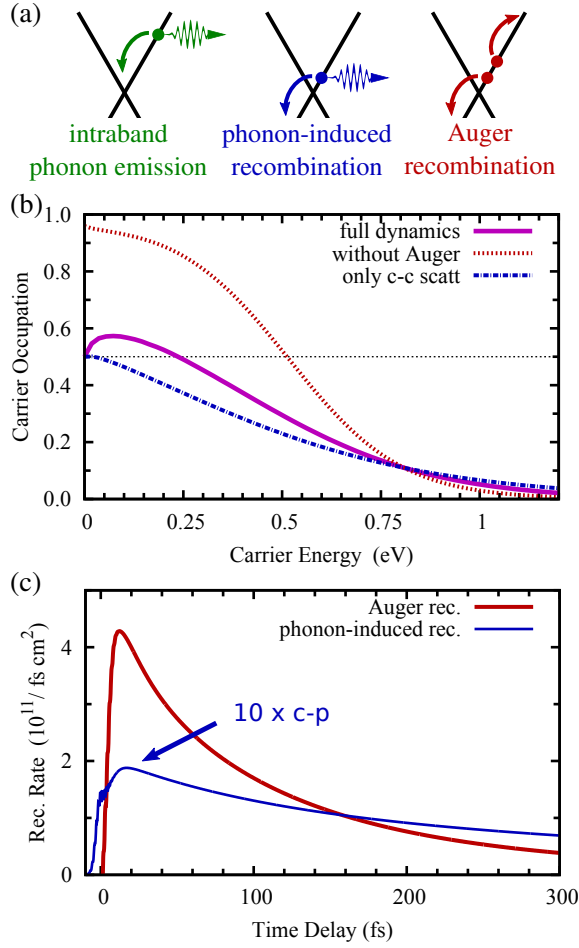 (a)
intraband phonon-induced Auger
phonon emission recombination recombination
(b)
1.0
0.8
0.6
0.4
0.2
0.0
Carrier Occupation
full dynamics
without Auger
only c-c scatt
0 0.25 0.5 0.75 1
Carrier Energy (eV)
(c)
4
2
0
Rec. Rate (10¹¹/ fs cm²)
Auger rec.
phonon-induced rec.
10 x c-p
0 100 200 300
Time Delay (fs)